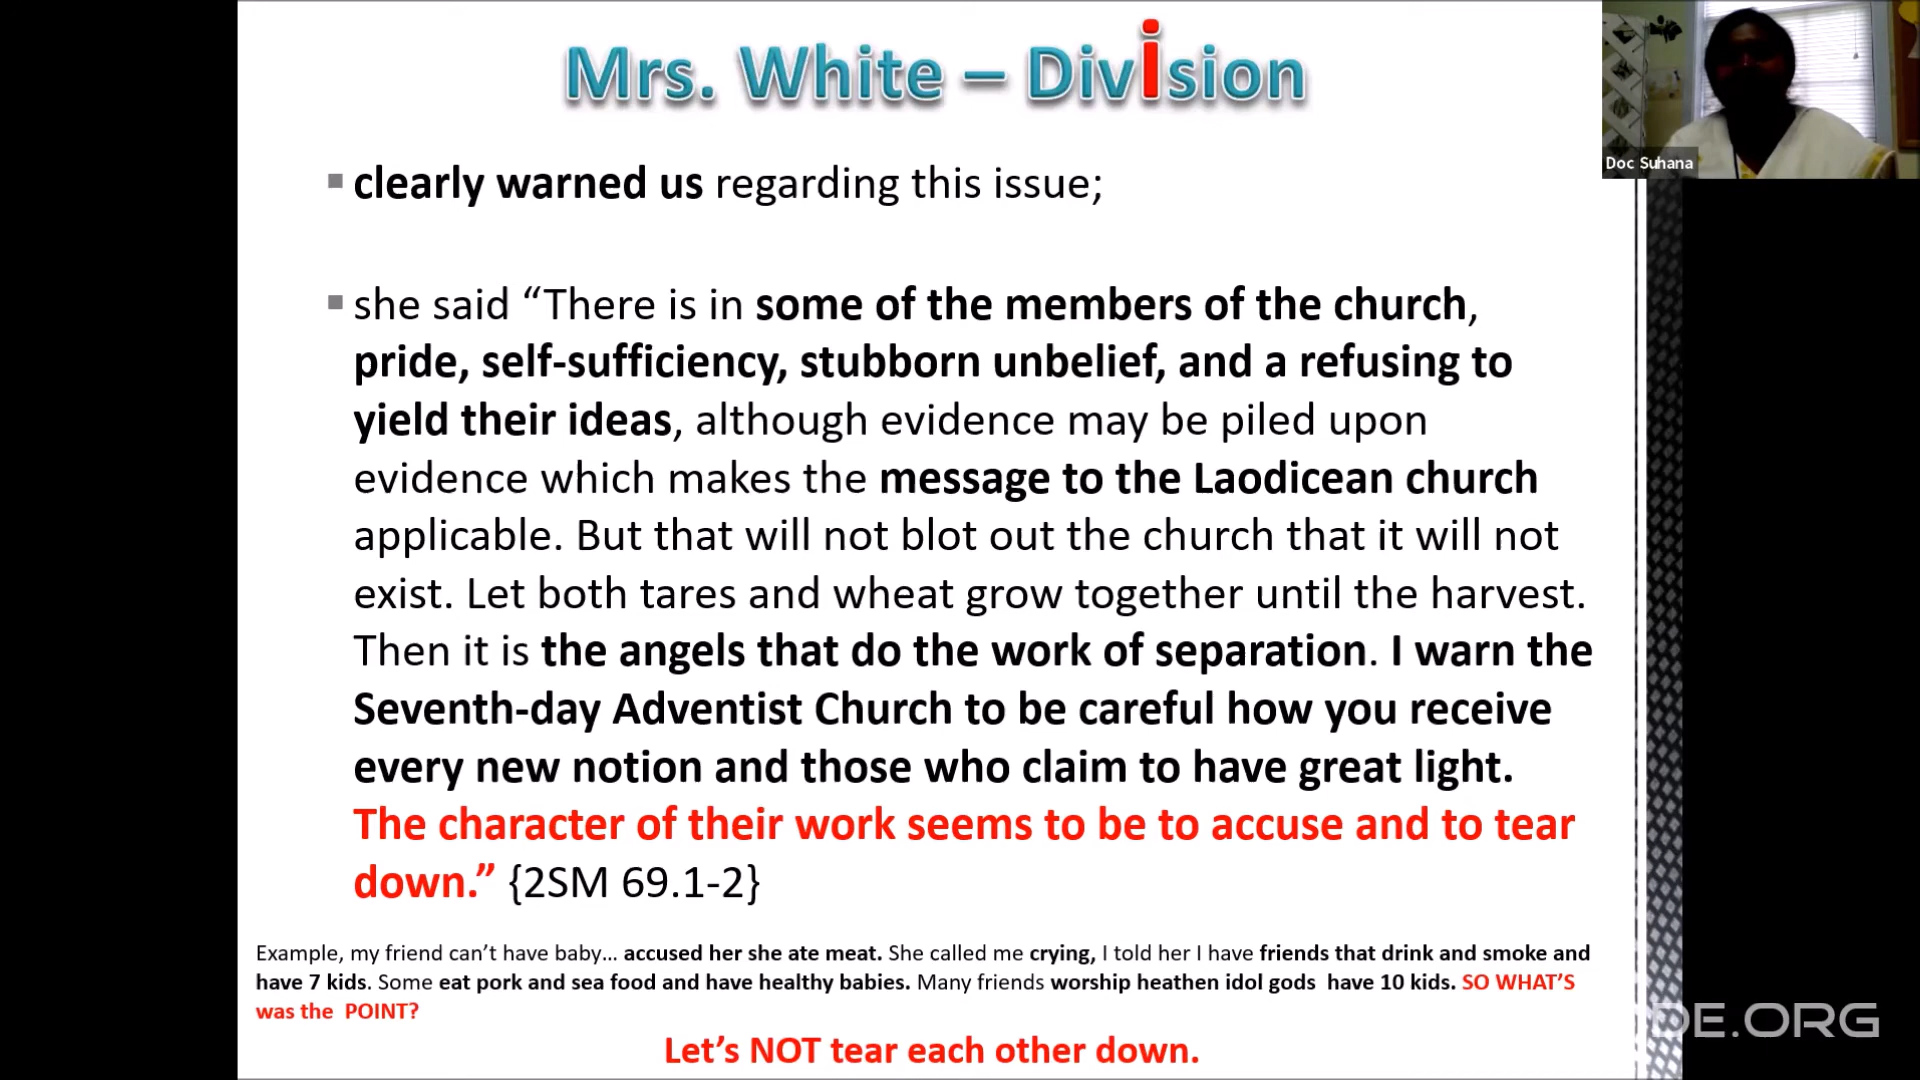 Mrs. White – Division
Doc Suhana
▪ clearly warned us regarding this issue;
▪ she said “There is in some of the members of the church,
pride, self-sufficiency, stubborn unbelief, and a refusing to
yield their ideas, although evidence may be piled upon
evidence which makes the message to the Laodicean church
applicable. But that will not blot out the church that it will not
exist. Let both tares and wheat grow together until the harvest.
Then it is the angels that do the work of separation. I warn the
Seventh-day Adventist Church to be careful how you receive
every new notion and those who claim to have great light.
The character of their work seems to be to accuse and to tear
down.” {2SM 69.1-2}
Example, my friend can’t have baby… accused her she ate meat. She called me crying, I told her I have friends that drink and smoke and
have 7 kids. Some eat pork and sea food and have healthy babies. Many friends worship heathen idol gods have 10 kids. SO WHAT’S
was the POINT?
DE.ORG
Let’s NOT tear each other down.